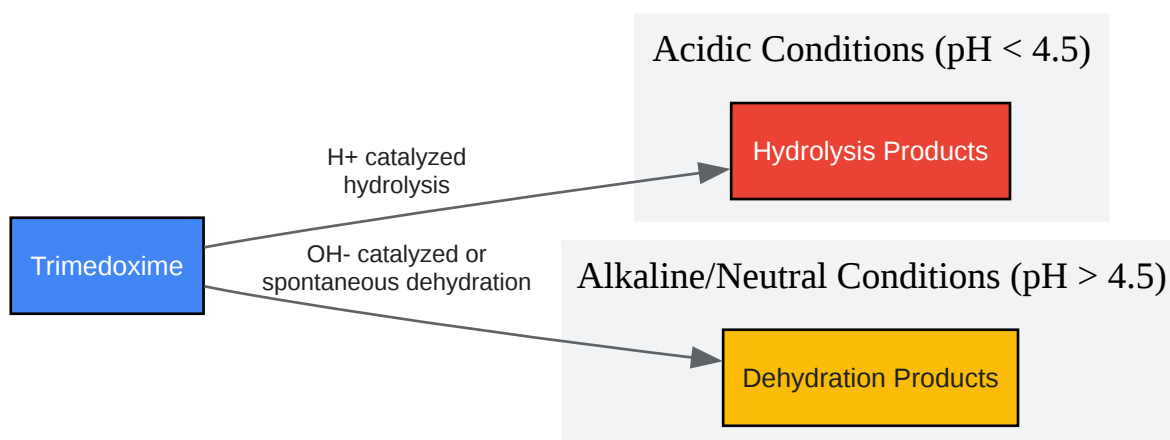 Acidic Conditions (pH < 4.5)
Hydrolysis Products
H+ catalyzed
hydrolysis
Trimedoxime
OH- catalyzed or
spontaneous dehydration
Alkaline/Neutral Conditions (pH > 4.5)
Dehydration Products